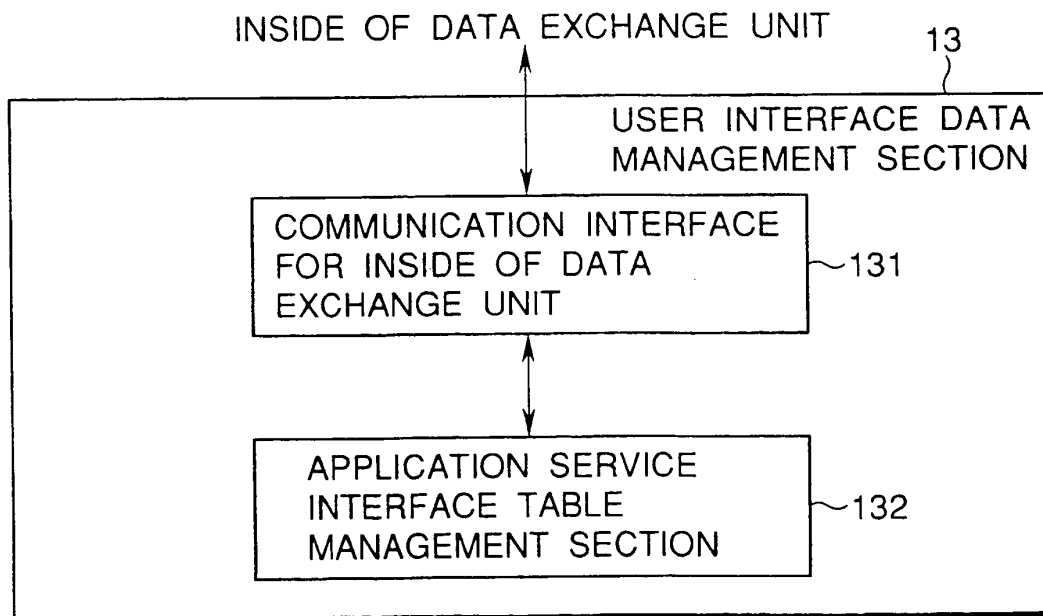 INSIDE OF DATA EXCHANGE UNIT
13
USER INTERFACE DATA
MANAGEMENT SECTION
COMMUNICATION INTERFACE
FOR INSIDE OF DATA
EXCHANGE UNIT
131
APPLICATION SERVICE
INTERFACE TABLE
MANAGEMENT SECTION
132